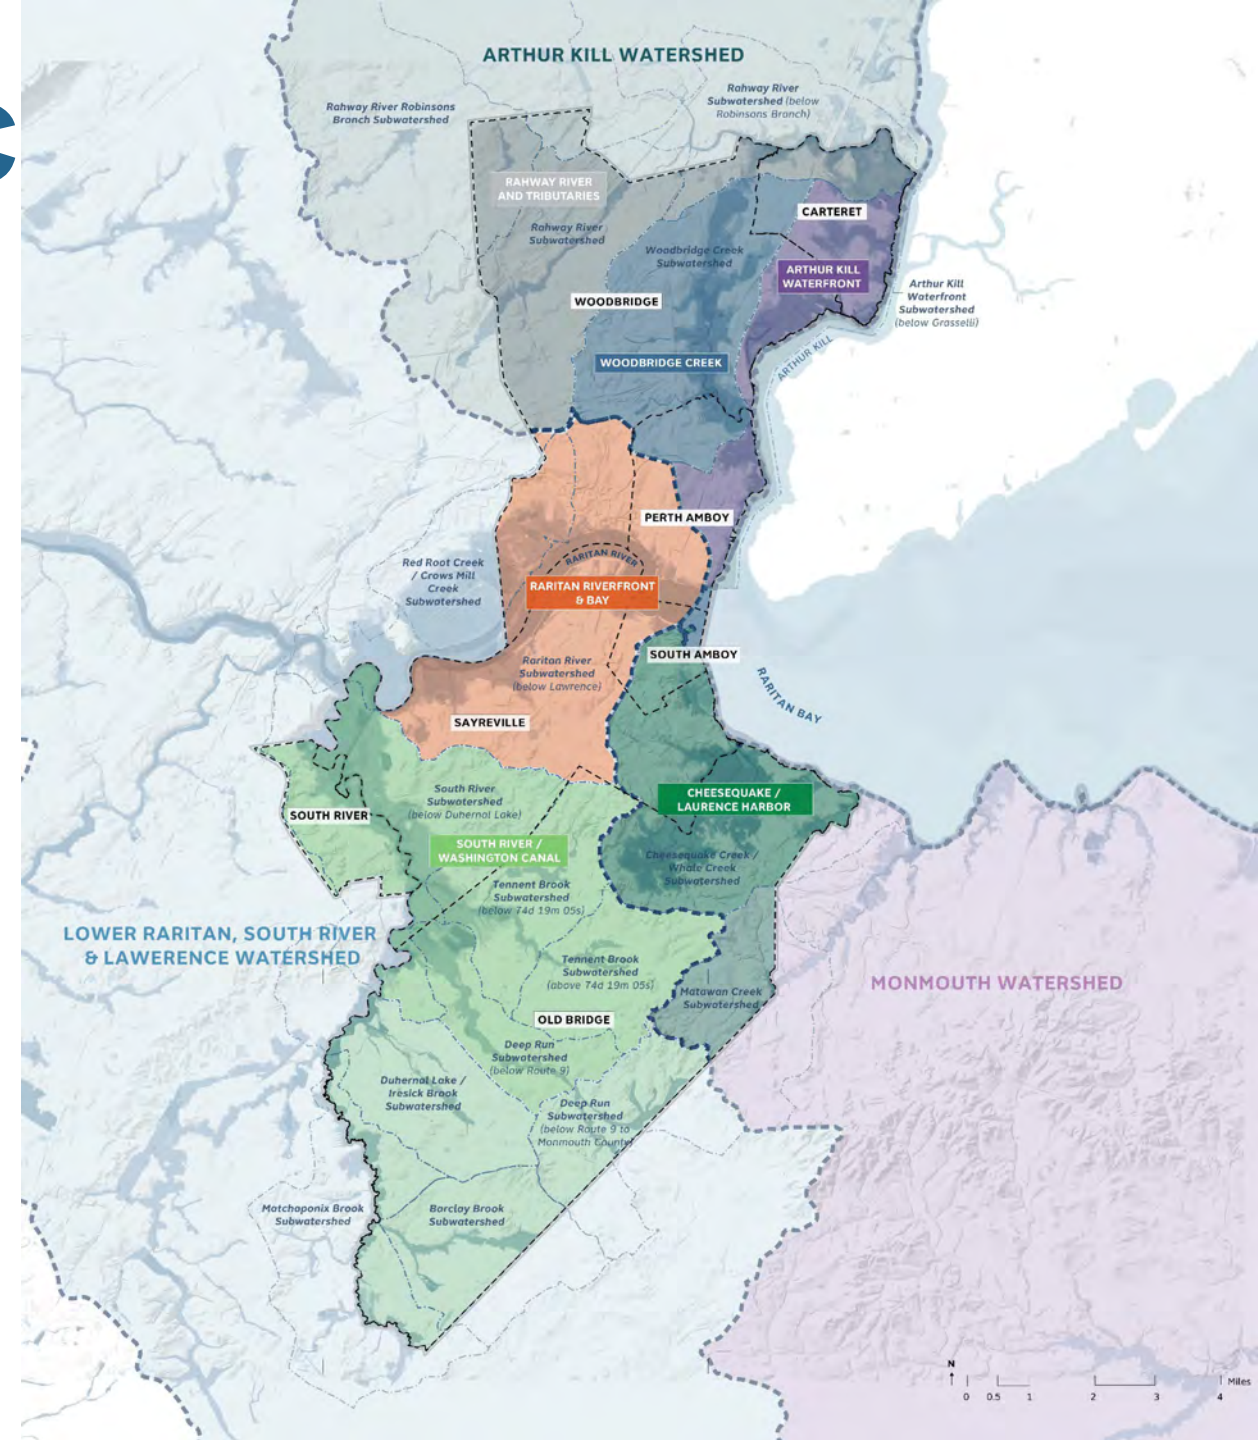 ARTHUR KILL WATERSHED
Rahway River
Subwatershed (below
Robinsons Branch)
Rahway River Robinsons
Branch Subwatershed
RAHWAY RIVER
AND TRIBUTARIES
CARTERET
Rahway River
Subwatershed
Woodbridge Creek
Subwatershed
ARTHUR KILL
WATERFRONT
Arthur Kill
Waterfront
Subwatershed
(below Grasselli)
WOODBRIDGE
ARTHUR KILL
WOODBRIDGE CREEK
PERTH AMBOY
RARITAN RIVER
Red Root Creek
/ Crows Mill
Creek
Subwatershed
RARITAN RIVERFRONT
& BAY
SOUTH AMBOY
Raritan River
Subwatershed
(below Lawrence)
RARITAN BAY
SAYREVILLE
South River
Subwatershed
(below Duhernal Lake)
CHEESEQUAKE /
LAURENCE HARBOR
SOUTH RIVER
SOUTH RIVER /
WASHINGTON CANAL
Cheesequake Creek /
Whale Creek
Subwatershed
Tennent Brook
Subwatershed
(below 74d 19m 05s)
LOWER RARITAN, SOUTH RIVER
& LAWERENCE WATERSHED
Tennent Brook
Subwatershed
(above 74d 19m 05s)
MONMOUTH WATERSHED
Matawan Creek
Subwatershed
OLD BRIDGE
Deep Run
Subwatershed
(below Route 9)
Duhernal Lake /
Iresick Brook
Subwatershed
Deep Run
Subwatershed
(below Route 9 to
Monmouth County)
Matchaponix Brook
Subwatershed
Barclay Brook
Subwatershed
N
Miles
0 0.5 1 2 3 4